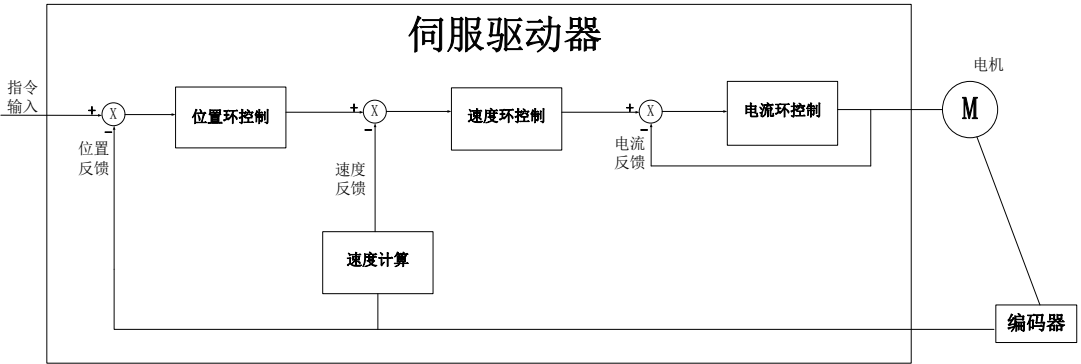 伺服驱动器
电机
指令
输入
+
X
-
位置
反馈
位置环控制
+
X
-
速度
反馈
速度环控制
+
X
-
电流
反馈
电流环控制
M
速度计算
编码器